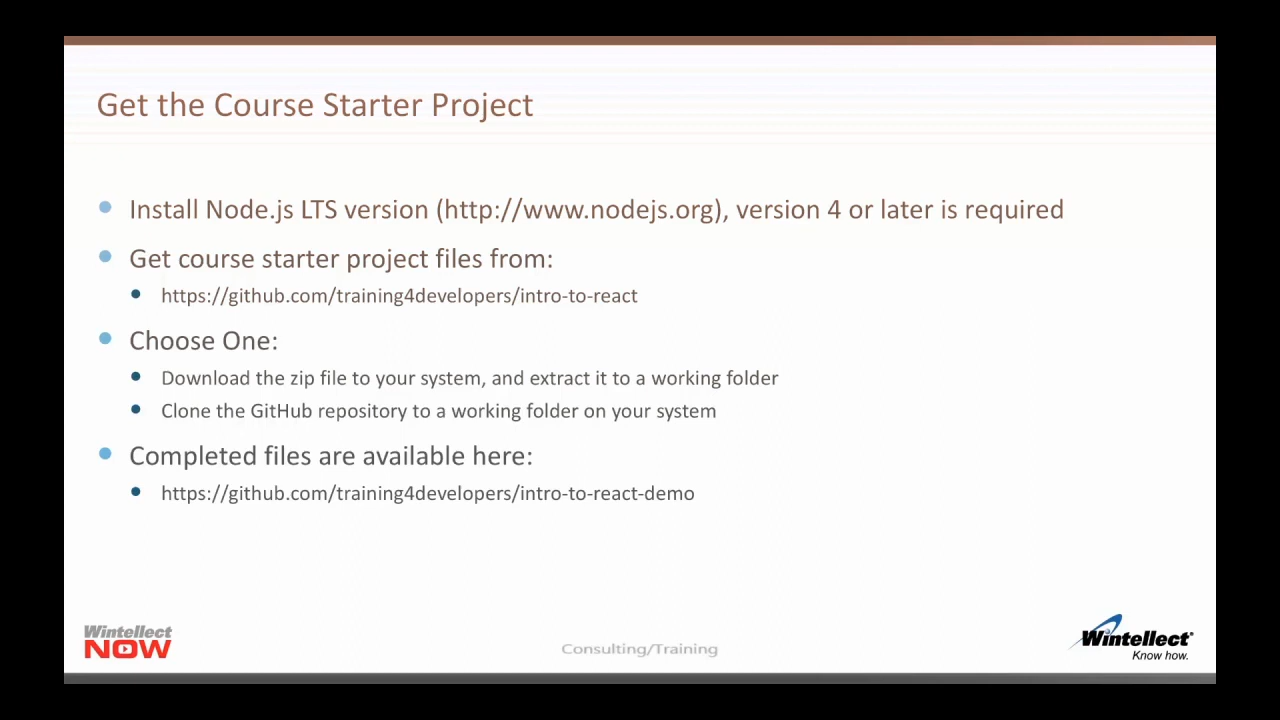 Get the Course Starter Project
Install Node.js LTS version (http://www.nodejs.org), version 4 or later is required
Get course starter project files from:
https://github.com/training4developers/intro-to-react
Choose One:
Download the zip file to your system, and extract it to a working folder
Clone the GitHub repository to a working folder on your system
Completed files are available here:
https://github.com/training4developers/intro-to-react-demo
Wintellect
NOW
Consulting/Training
Wintellect®
Know how.